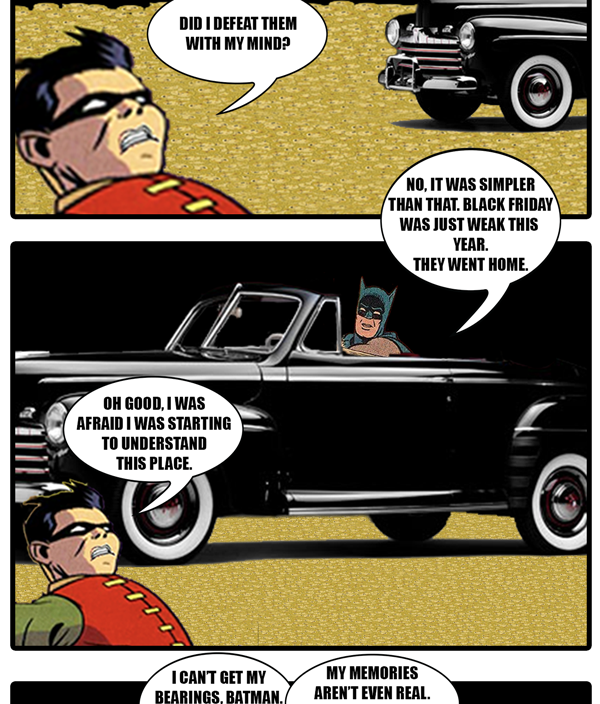 DID I DEFEAT THEM
WITH MY MIND?
NO, IT WAS SIMPLER
THAN THAT. BLACK FRIDAY
WAS JUST WEAK THIS
YEAR.
THEY WENT HOME.
OH GOOD, I WAS
AFRAID I WAS STARTING
TO UNDERSTAND
THIS PLACE.
I CAN'T GET MY
BEARINGS, BATMAN.
MY MEMORIES
AREN'T EVEN REAL.